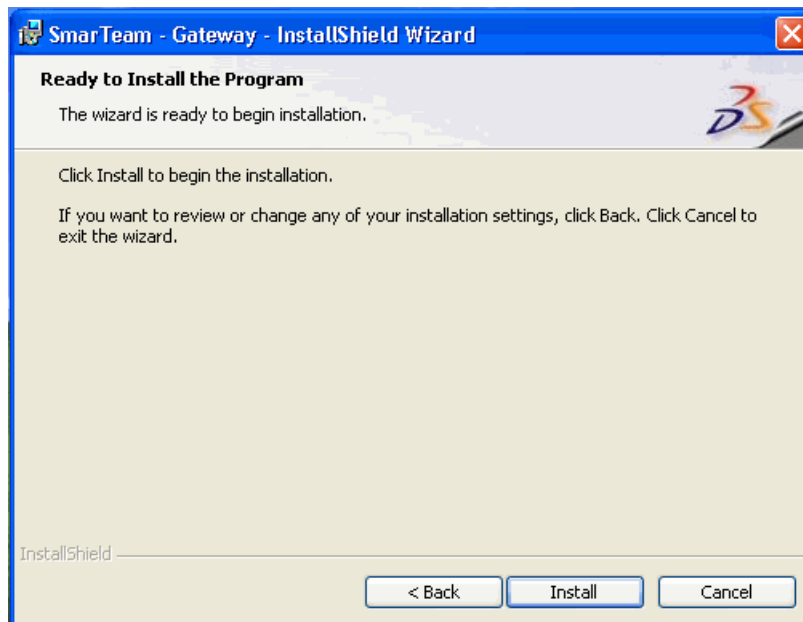 SmarTeam - Gateway - InstallShield Wizard
Ready to Install the Program
The wizard is ready to begin installation.
Click Install to begin the installation.
If you want to review or change any of your installation settings, click Back. Click Cancel to
exit the wizard.
InstallShield
< Back Install Cancel